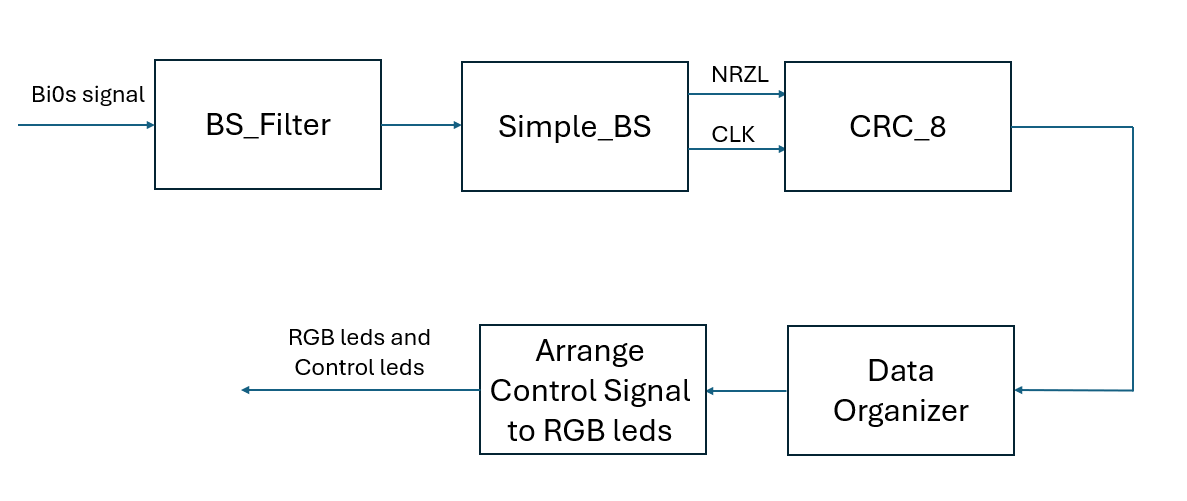 Bi0s signal
BS_Filter
Simple_BS
NRZL
CLK
CRC_8
RGB leds and
Control leds
Arrange
Control Signal
to RGB leds
Data
Organizer